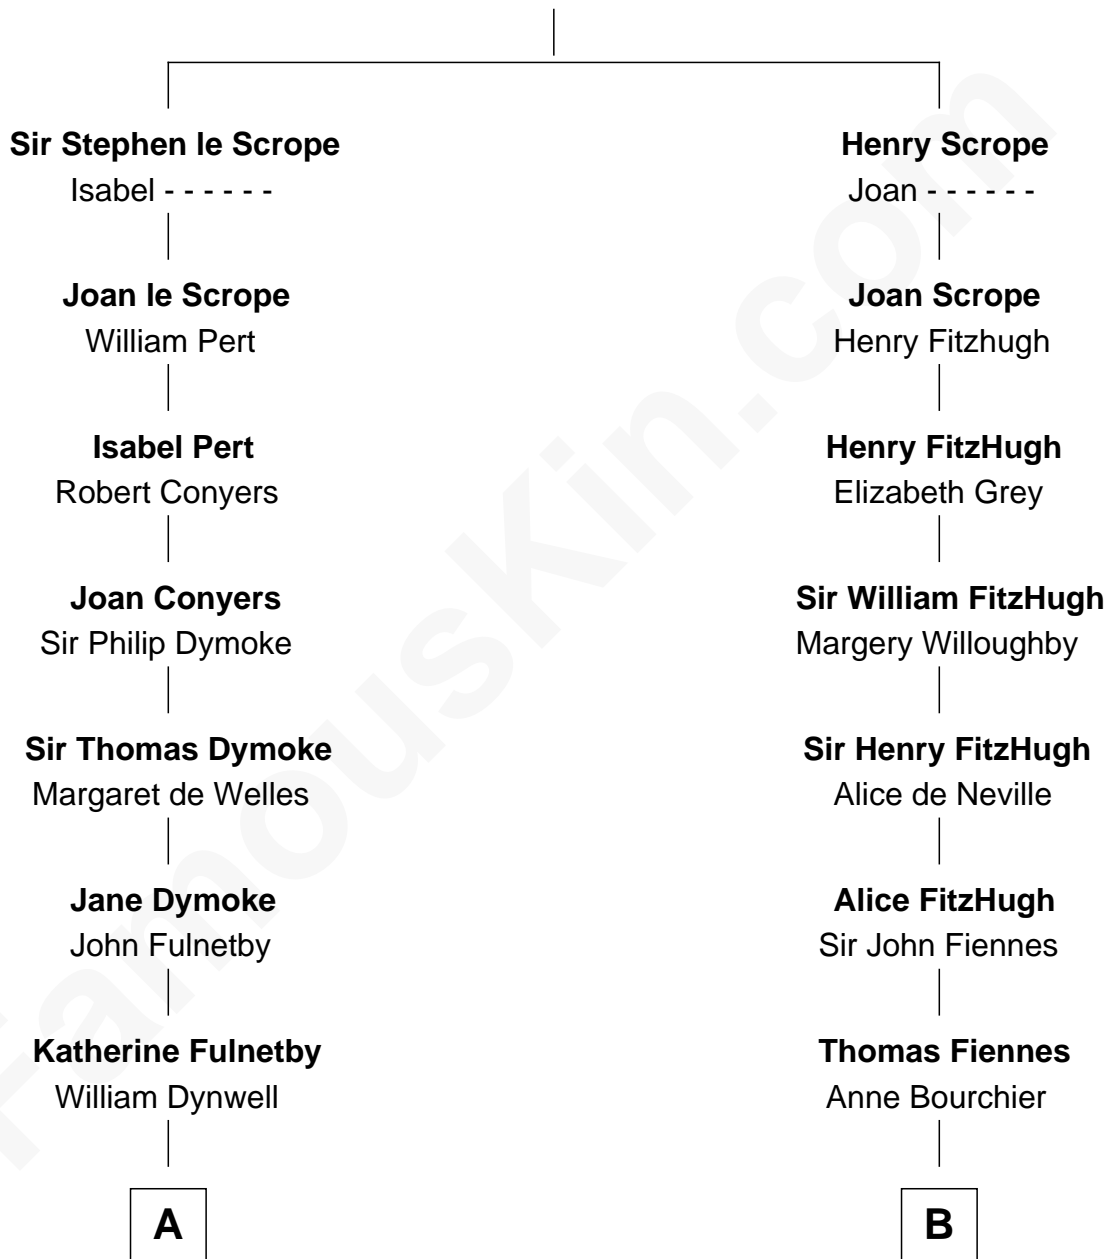 Sir Stephen le Scrope
Isabel - - - - - -
Joan le Scrope
William Pert
Isabel Pert
Robert Conyers
Joan Conyers
Sir Philip Dymoke
Sir Thomas Dymoke
Margaret de Welles
Jane Dymoke
John Fulnetby
Katherine Fulnetby
William Dynwell
A
Henry Scrope
Joan - - - - - -
Joan Scrope
Henry Fitzhugh
Henry FitzHugh
Elizabeth Grey
Sir William FitzHugh
Margery Willoughby
Sir Henry FitzHugh
Alice de Neville
Alice FitzHugh
Sir John Fiennes
Thomas Fiennes
Anne Bourchier
B
FamousKin.com